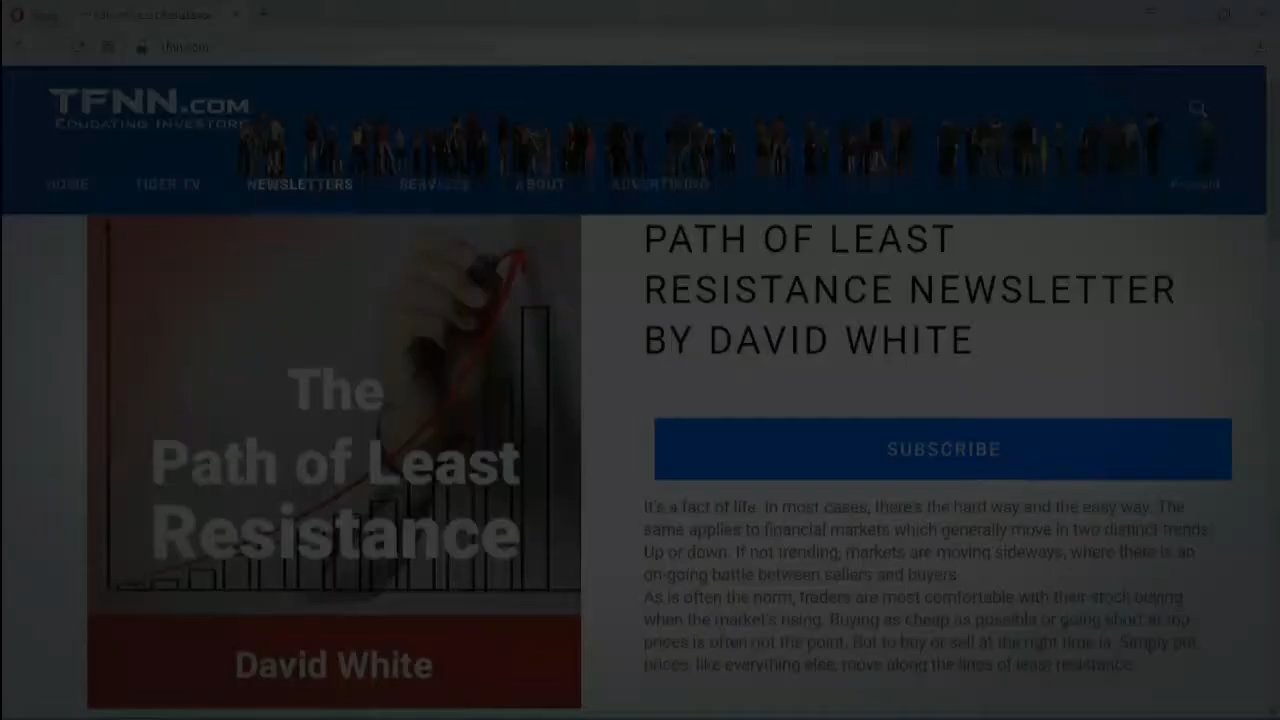 tfnn.com
TFNN.COM
EDUCATING INVESTORS
HOME TIGER TV NEWSLETTERS SERVICES ABOUT ADVERTISING
PATH OF LEAST
RESISTANCE NEWSLETTER
BY DAVID WHITE
SUBSCRIBE
The
Path of Least
Resistance
David White
It's a fact of life. In most cases, there's the hard way and the easy way. The
same applies to financial markets which generally move in two distinct trends:
Up or down. If not trending, markets are moving sideways, where there is an
on-going battle between sellers and buyers.
As is often the norm, traders are most comfortable with their stock buying
when the market's rising. Buying as cheap as possible or going short at top
prices is often not the point. But to buy or sell at the right time is. Simply put,
prices, like everything else, move along the lines of least resistance.